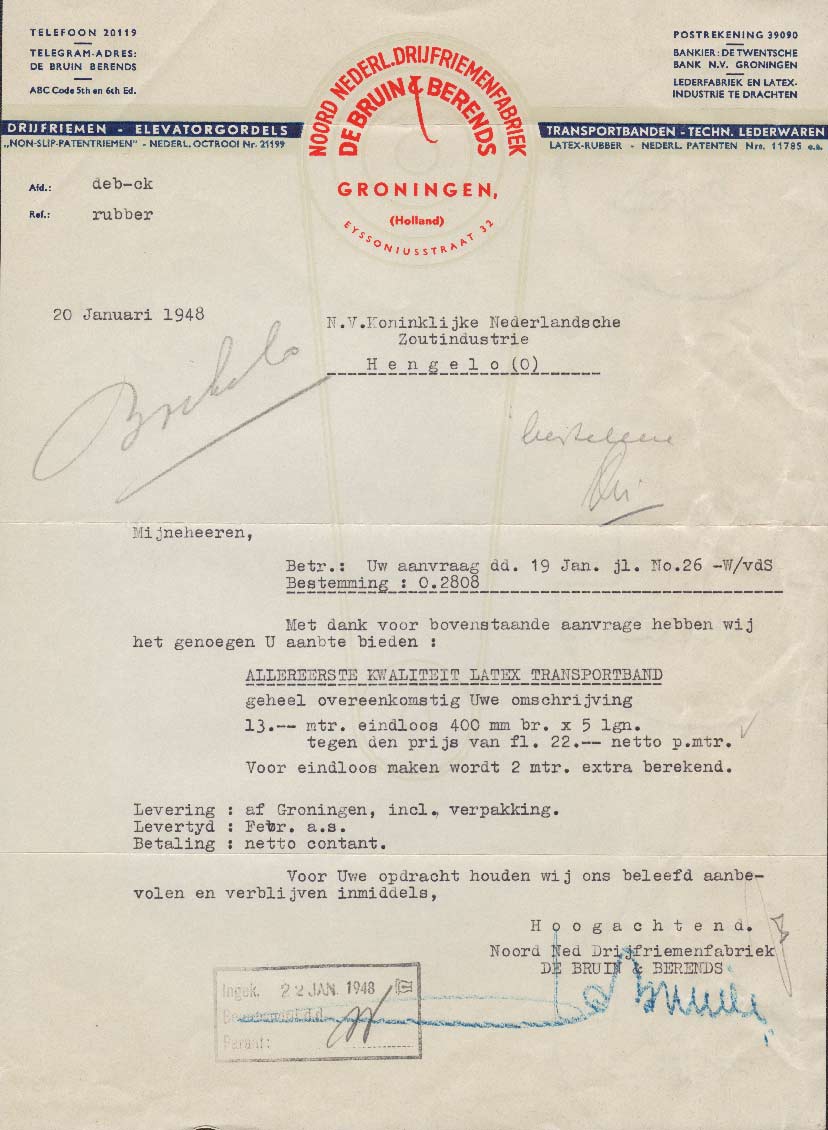 TELEFOON 20119
TELEGRAM-ADRES:
DE BRUIN BERENDS
ABC Code 5th en 6th Ed.
POSTREKENING 39090
BANKIER: DE TWENTSCHE
BANK N.V. GRONINGEN
LEDERFABRIEK EN LATEX-
INDUSTRIE TE DRACHTEN
NOORD NEDERL. DRIJFRIEMENFABRIEK
DE BRUIN & BERENDS
GRONINGEN,
(Holland)
EYSSONIUSSTRAAT 32
DRIJFRIEMEN - ELEVATORGORDELS
„NON-SLIP-PATENTRIEMEN" - NEDERL. OCTROOI Nr. 21199
TRANSPORTBANDEN - TECHN. LEDERWAREN
LATEX-RUBBER - NEDERL. PATENTEN Nrs. 11785 e.a.
Afd.: deb-ck
Ref.: rubber
20 Januari 1948
N.V.Koninklijke Nederlandsche
Zoutindustrie
H e n g e l o (O)
Boekelo
bestellen
Mijneheeren,
Betr.: Uw aanvraag dd. 19 Jan. jl. No.26 -W/vdS
Bestemming : 0.2808
Met dank voor bovenstaande aanvrage hebben wij
het genoegen U aanbte bieden :
ALLEREERSTE KWALITEIT LATEX TRANSPORTBAND
geheel overeenkomstig Uwe omschrijving
13.-- mtr. eindloos 400 mm br. x 5 lgn.
tegen den prijs van fl. 22.-- netto p.mtr.
Voor eindloos maken wordt 2 mtr. extra berekend.
Levering : af Groningen, incl., verpakking.
Levertyd : Febr. a.s.
Betaling : netto contant.
Voor Uwe opdracht houden wij ons beleefd aanbe-
volen en verblijven inmiddels,
H o o g a c h t e n d.
Noord Ned Drijfriemenfabriek
DE BRUIN & BERENDS
Ingek. 22 JAN. 1948
Paraaf: